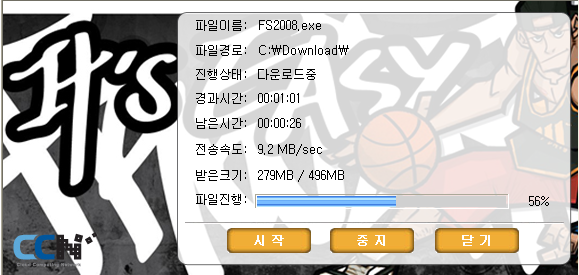 It's
EASY
파일이름: FS2008.exe
파일경로: C:\Download\
진행상태: 다운로드중
경과시간: 00:01:01
남은시간: 00:00:26
전송속도: 9.2 MB/sec
받은크기: 279MB / 496MB
파일진행: 56%
시 작
중 지
닫 기
CCN